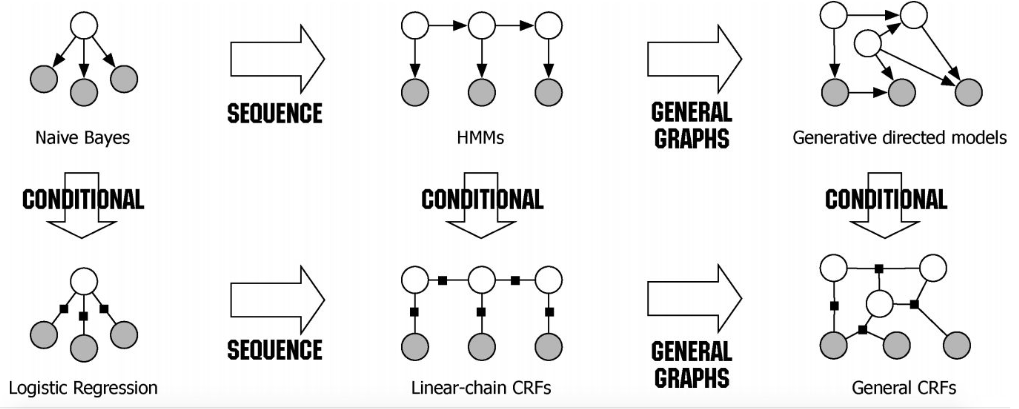 SEQUENCE
GENERAL
GRAPHS
Naive Bayes
HMMs
Generative directed models
CONDITIONAL
CONDITIONAL
CONDITIONAL
SEQUENCE
GENERAL
GRAPHS
Logistic Regression
Linear-chain CRFs
General CRFs